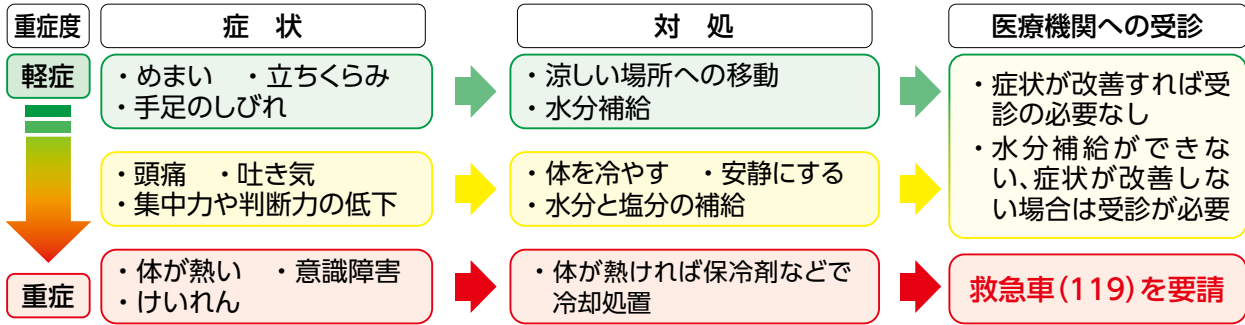 重症度
症 状
対 処
医療機関への受診
軽症
・めまい ・立ちくらみ
・手足のしびれ
・涼しい場所への移動
・水分補給
・症状が改善すれば受
診の必要なし
・水分補給ができな
い、症状が改善しな
い場合は受診が必要
・頭痛 ・吐き気
・集中力や判断力の低下
・体を冷やす ・安静にする
・水分と塩分の補給
重症
・体が熱い ・意識障害
・けいれん
・体が熱ければ保冷剤などで
冷却処置
救急車(119)を要請